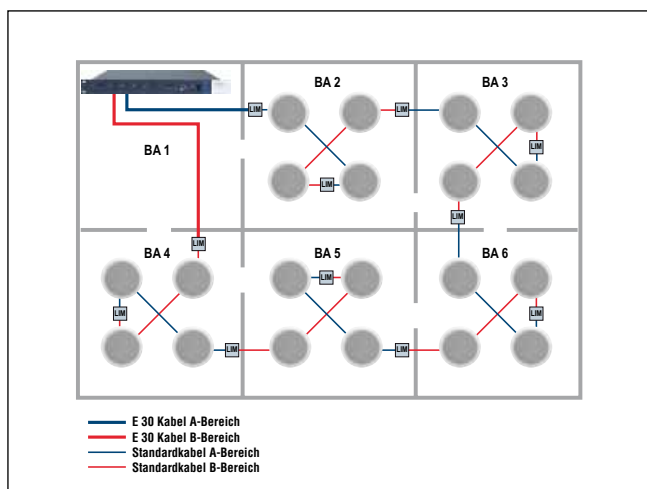 BA 2
BA 3
LIM
LIM
LIM
BA 1
LIM
LIM
LIM
BA 4
BA 5
BA 6
LIM
LIM
LIM
LIM
LIM
E 30 Kabel A-Bereich
E 30 Kabel B-Bereich
Standardkabel A-Bereich
Standardkabel B-Bereich